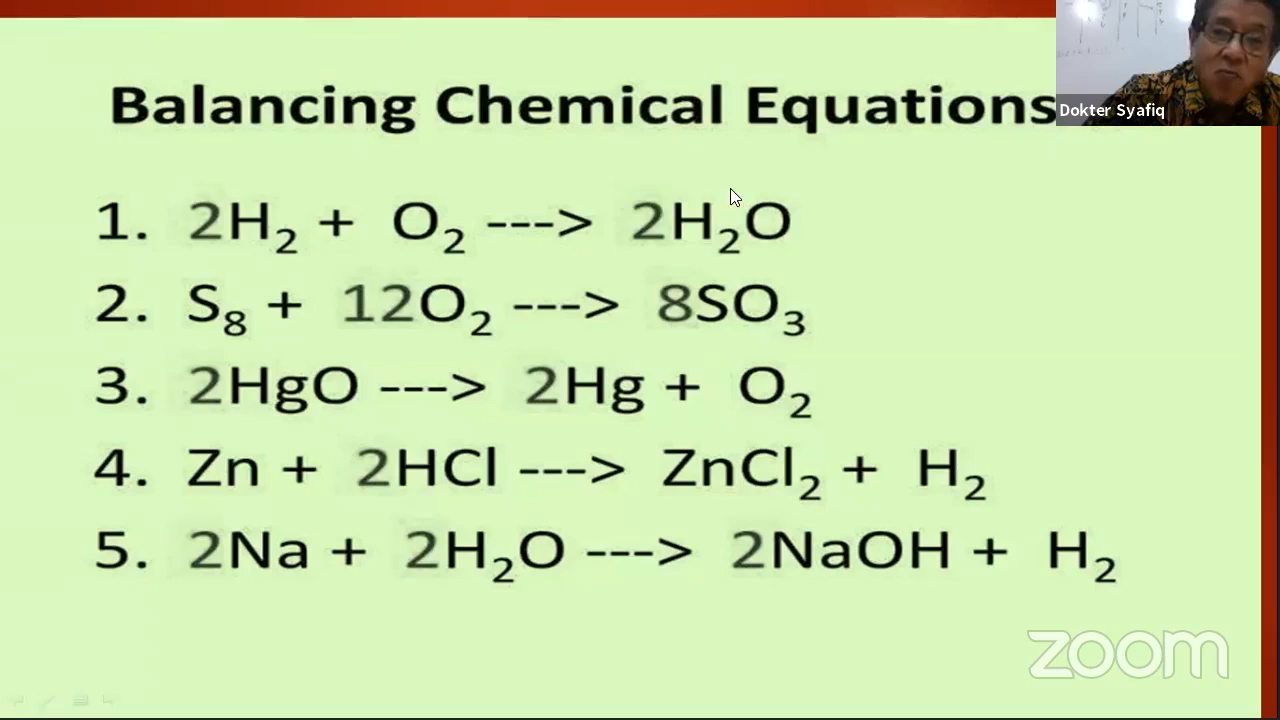 Balancing Chemical Equations
Dokter Syafiq
1. 2H₂ + O₂ ---> 2H₂O
2. S₈ + 12O₂ ---> 8SO₃
3. 2HgO ---> 2Hg + O₂
4. Zn + 2HCl ---> ZnCl₂ + H₂
5. 2Na + 2H₂O ---> 2NaOH + H₂
zoom